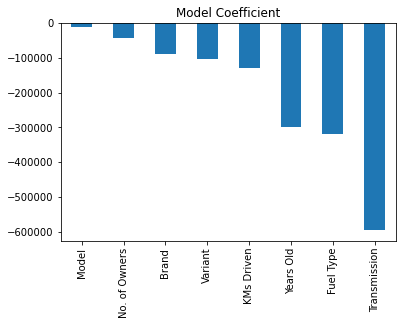 Model Coefficient
0
−100000
−200000
−300000
−400000
−500000
−600000
Model
No. of Owners
Brand
Variant
KMs Driven
Years Old
Fuel Type
Transmission